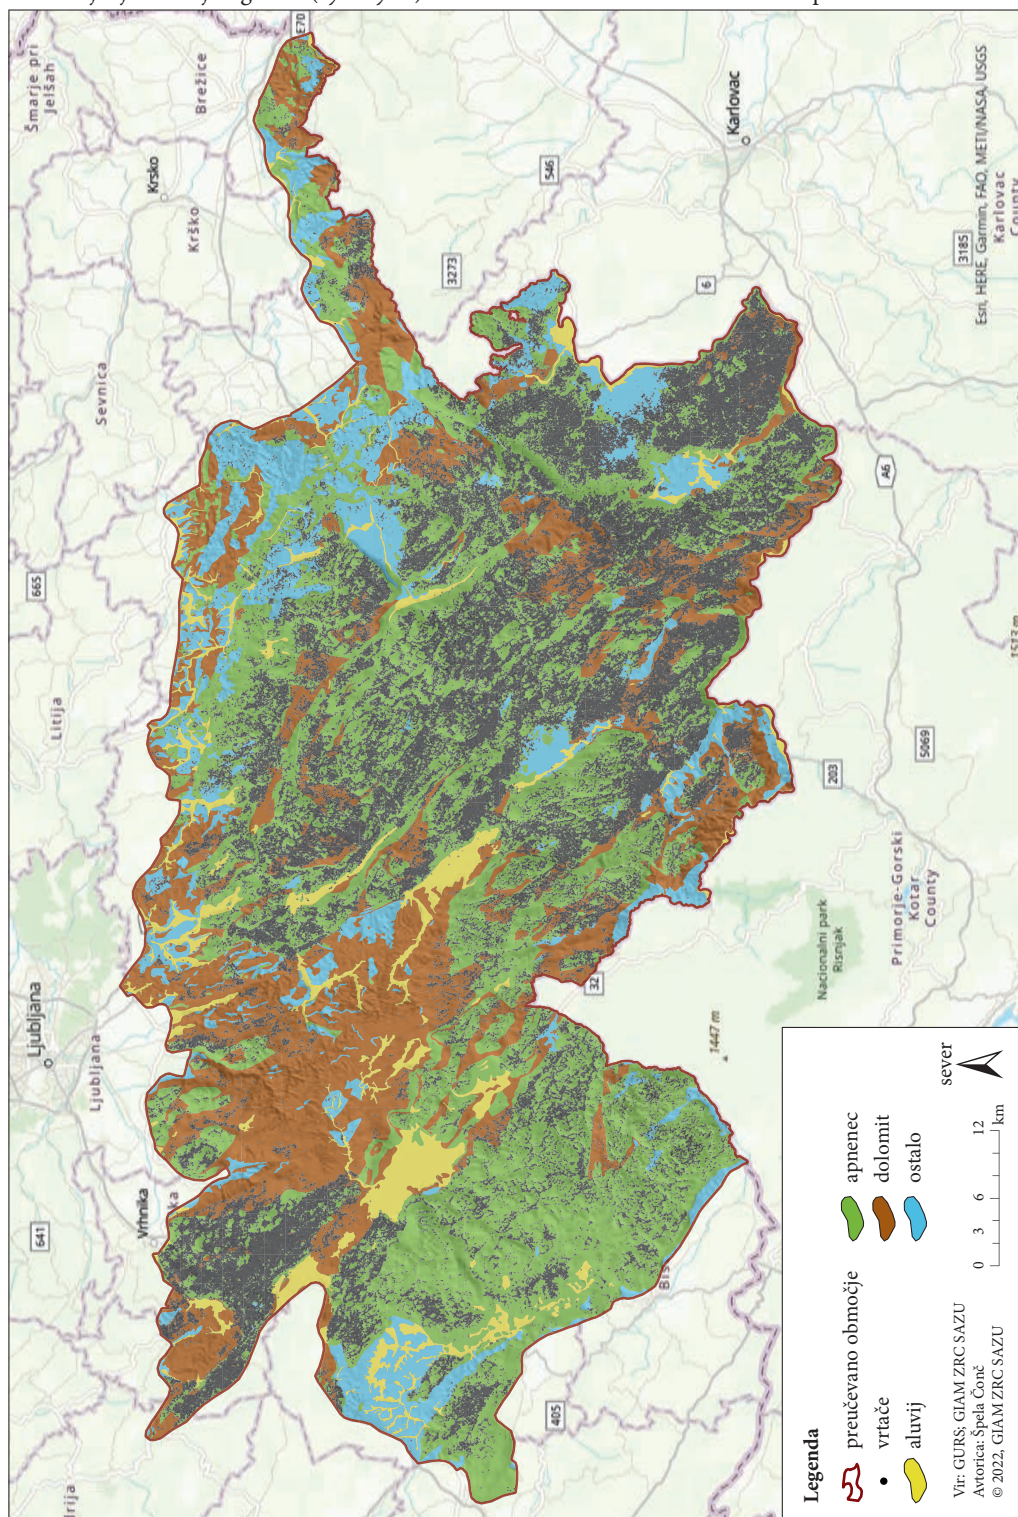 E70
Šmarje pri
Jelšah
Brežice
Krsko
Krško
Sevnica
665
Litija
Ljubljana
Ljubljana
Vrhnika
641
546
3273
Karlovac
6
3185
Karlovac
County
A6
1513 m
5069
203
Primorje-Gorski
Kotar
County
Nacionalni park
Risnjak
32
1447 m
405
Esri, HERE, Garmin, FAO, METI/NASA, USGS
Legenda
preučevano območje
vrtače
aluvij
apnenec
dolomit
ostalo
sever
0 3 6 12
km
Vir: GURS; GIAM ZRC SAZU
Avtorica: Špela Čonč
© 2022, GIAM ZRC SAZU